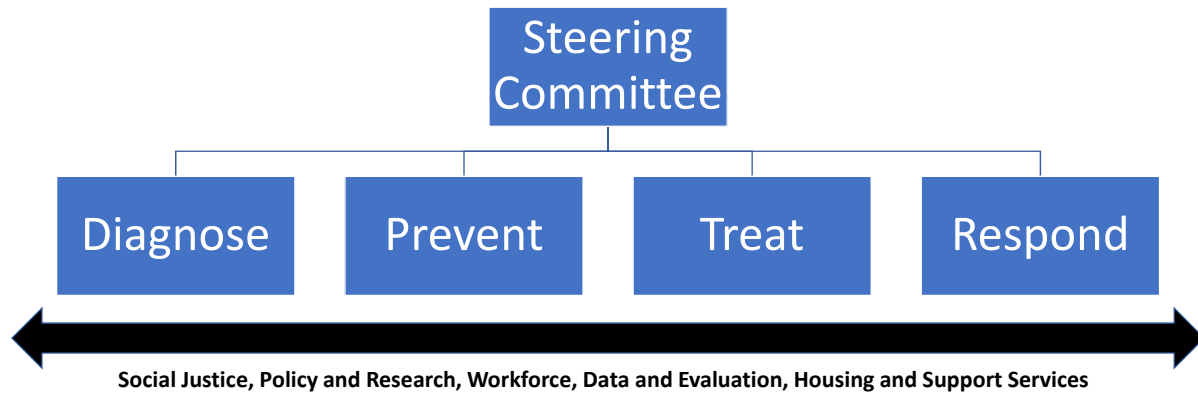 Steering
Committee
Diagnose
Prevent
Treat
Respond
Social Justice, Policy and Research, Workforce, Data and Evaluation, Housing and Support Services